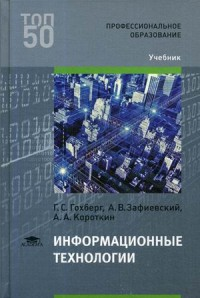 ТОП
50
ПРОФЕССИОНАЛЬНОЕ
ОБРАЗОВАНИЕ
Учебник
Г. С. Гохберг, А. В. Зафиевский,
А. А. Короткин
ИНФОРМАЦИОННЫЕ
ТЕХНОЛОГИИ